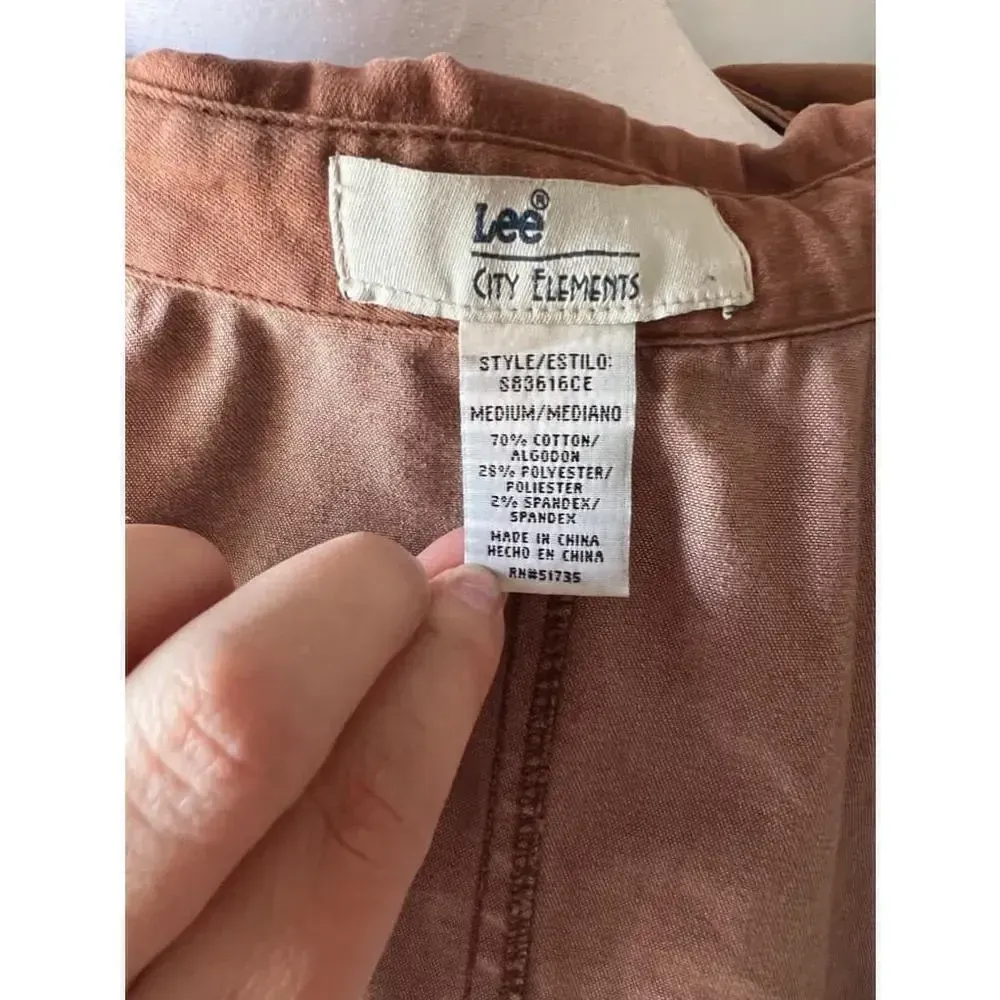 Lee®
CITY ELEMENTS
STYLE/ESTILO:
S83616CE
MEDIUM/MEDIANO
70% COTTON/
ALGODON
28% POLYESTER/
POLIESTER
2% SPANDEX/
SPANDEX
MADE IN CHINA
HECHO EN CHINA
RN#51735